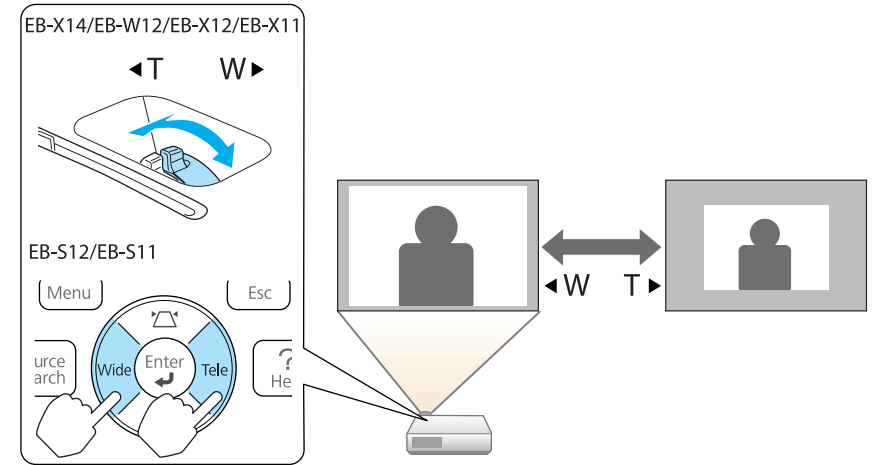 EB-X14/EB-W12/EB-X12/EB-X11
◀T W▶
EB-S12/EB-S11
Menu
Esc
urce
arch
Wide
Enter
Tele
?
He
◀W T▶